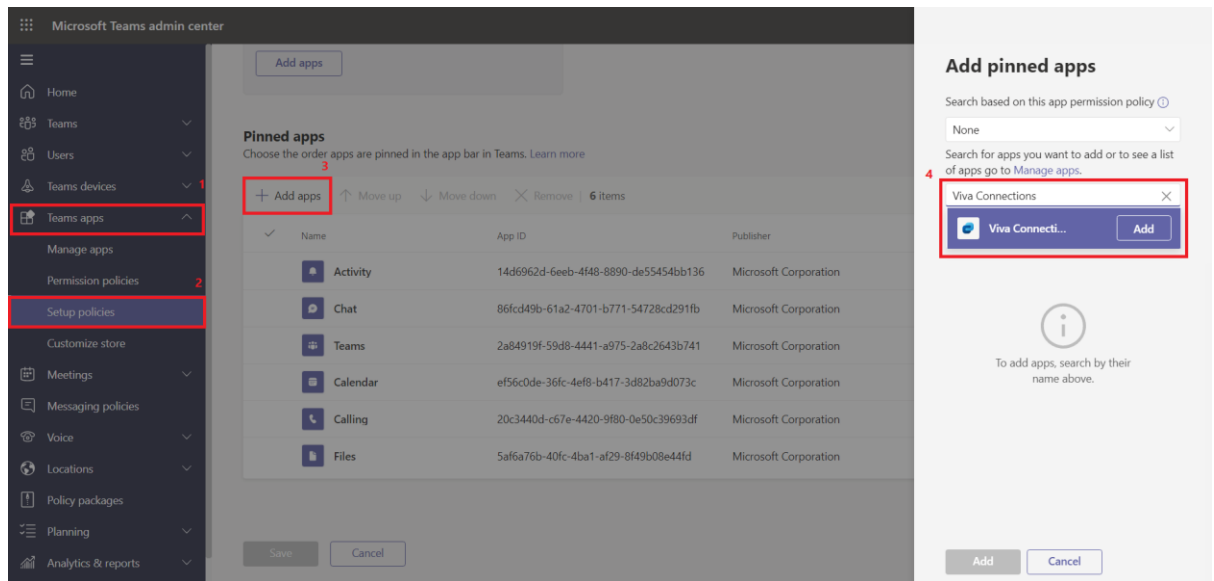 Microsoft Teams admin center
Home
Teams
Users
Teams devices
1
Teams apps
Manage apps
Permission policies
2
Setup policies
Customize store
Meetings
Messaging policies
Voice
Locations
Policy packages
Planning
Analytics & reports
Add apps
Pinned apps
Choose the order apps are pinned in the app bar in Teams. Learn more
3
+ Add apps ↑ Move up ↓ Move down × Remove | 6 items
Name App ID Publisher
Activity 14d6962d-6eeb-4f48-8890-de55454bb136 Microsoft Corporation
Chat 86fcd49b-61a2-4701-b771-54728cd291fb Microsoft Corporation
Teams 2a84919f-59d8-4441-a975-2a8c2643b741 Microsoft Corporation
Calendar ef56c0de-36fc-4ef8-b417-3d82ba9d073c Microsoft Corporation
Calling 20c3440d-c67e-4420-9f80-0e50c39693df Microsoft Corporation
Files 5af6a76b-40fc-4ba1-af29-8f49b08e44fd Microsoft Corporation
Save Cancel
Add pinned apps
Search based on this app permission policy
None
Search for apps you want to add or to see a list
of apps go to Manage apps.
4
Viva Connections
Viva Connecti... Add
To add apps, search by their
name above.
Add Cancel